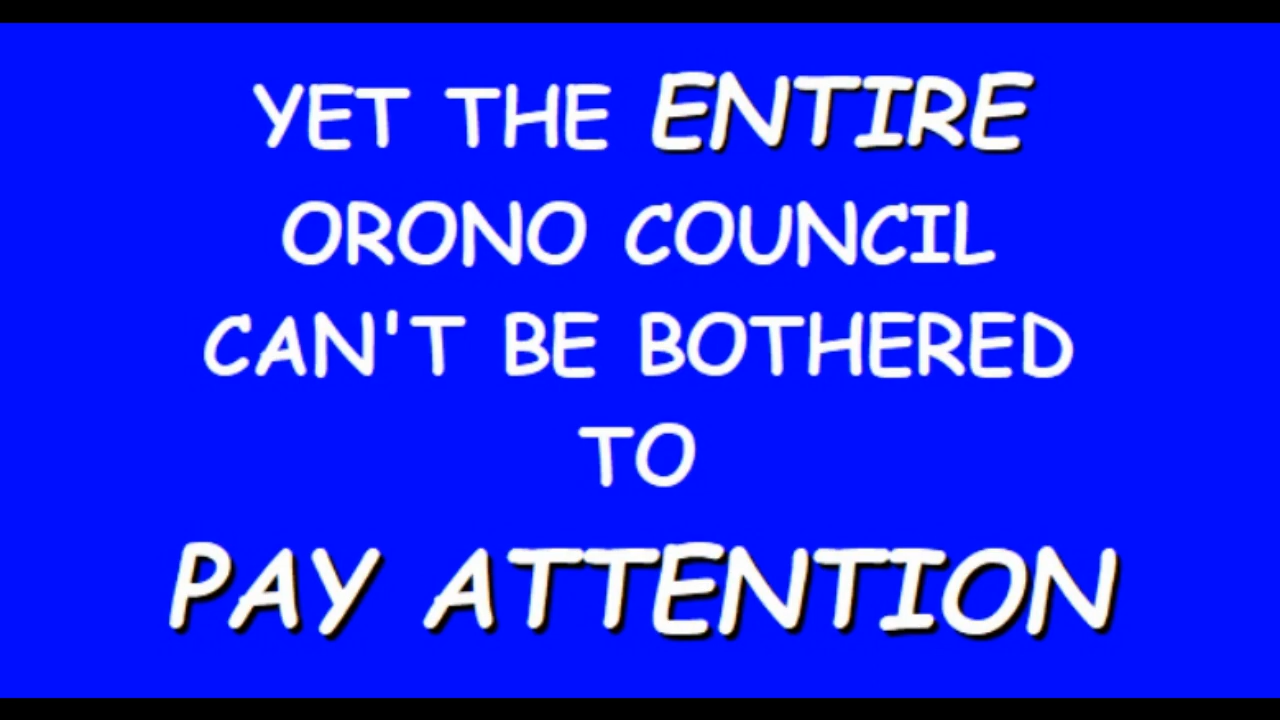 YET THE ENTIRE
ORONO COUNCIL
CAN'T BE BOTHERED
TO
PAY ATTENTION